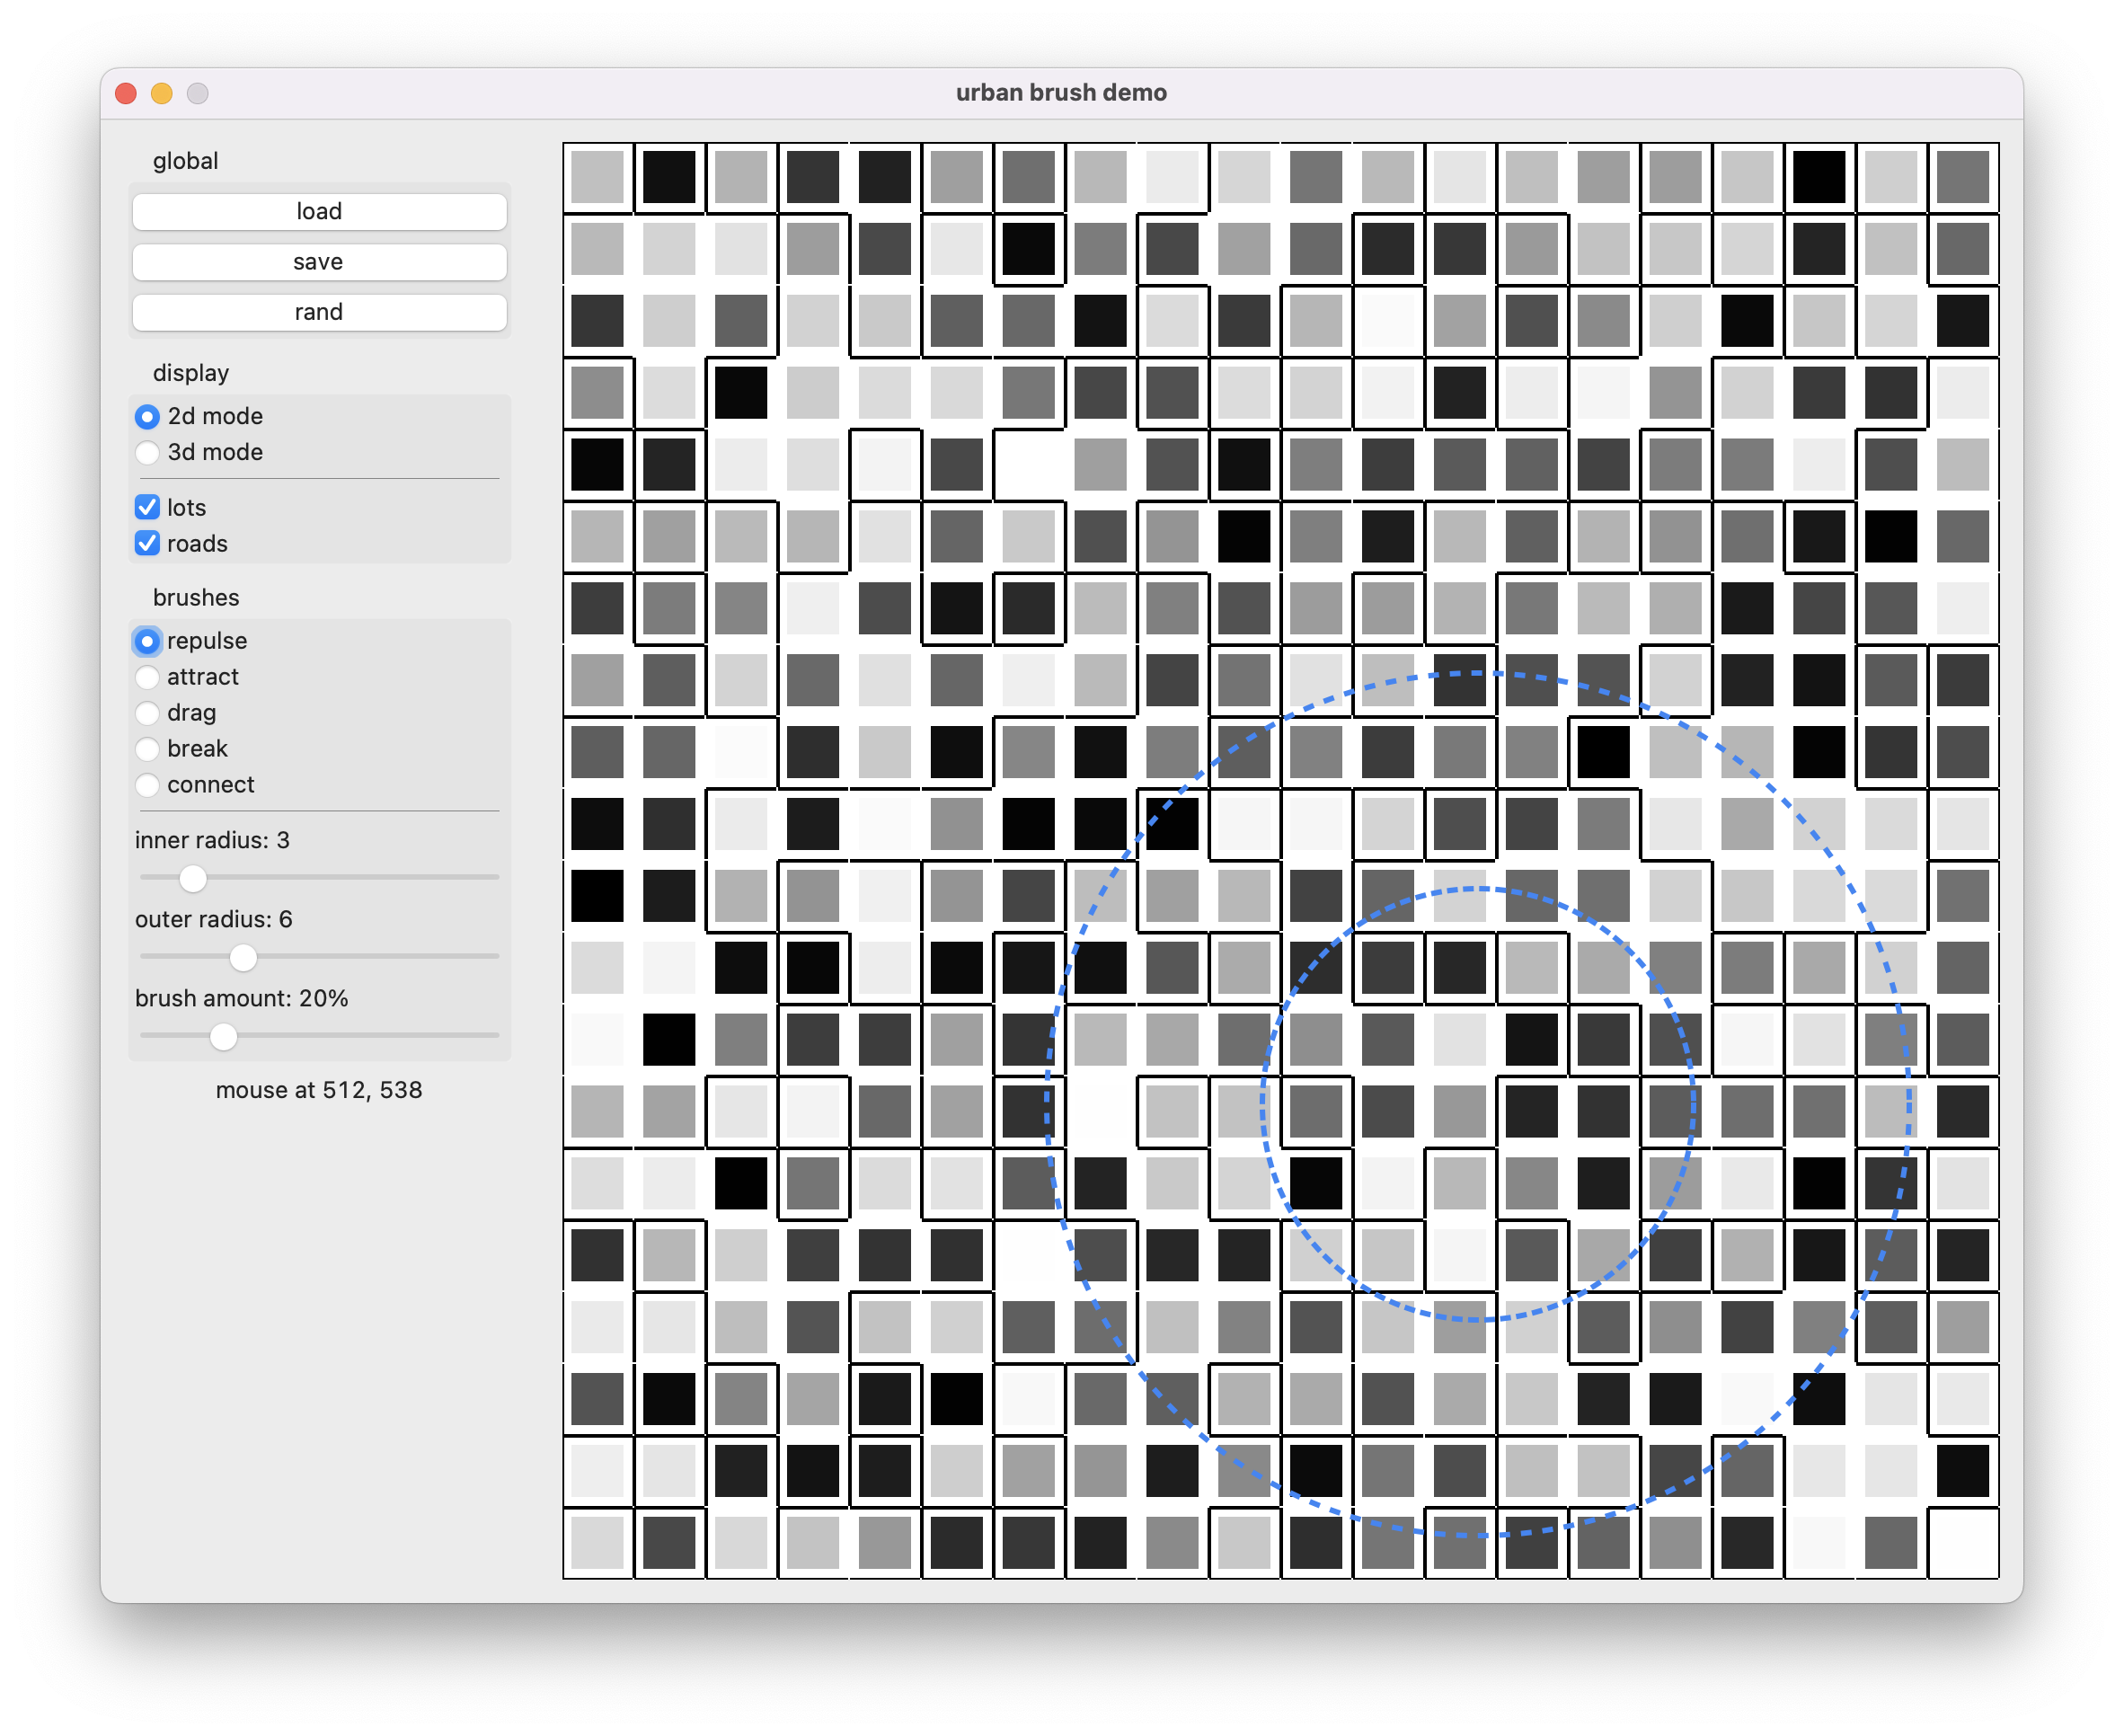 urban brush demo
global
load
save
rand
display
2d mode
3d mode
lots
roads
brushes
repulse
attract
drag
break
connect
inner radius: 3
outer radius: 6
brush amount: 20%
mouse at 512, 538